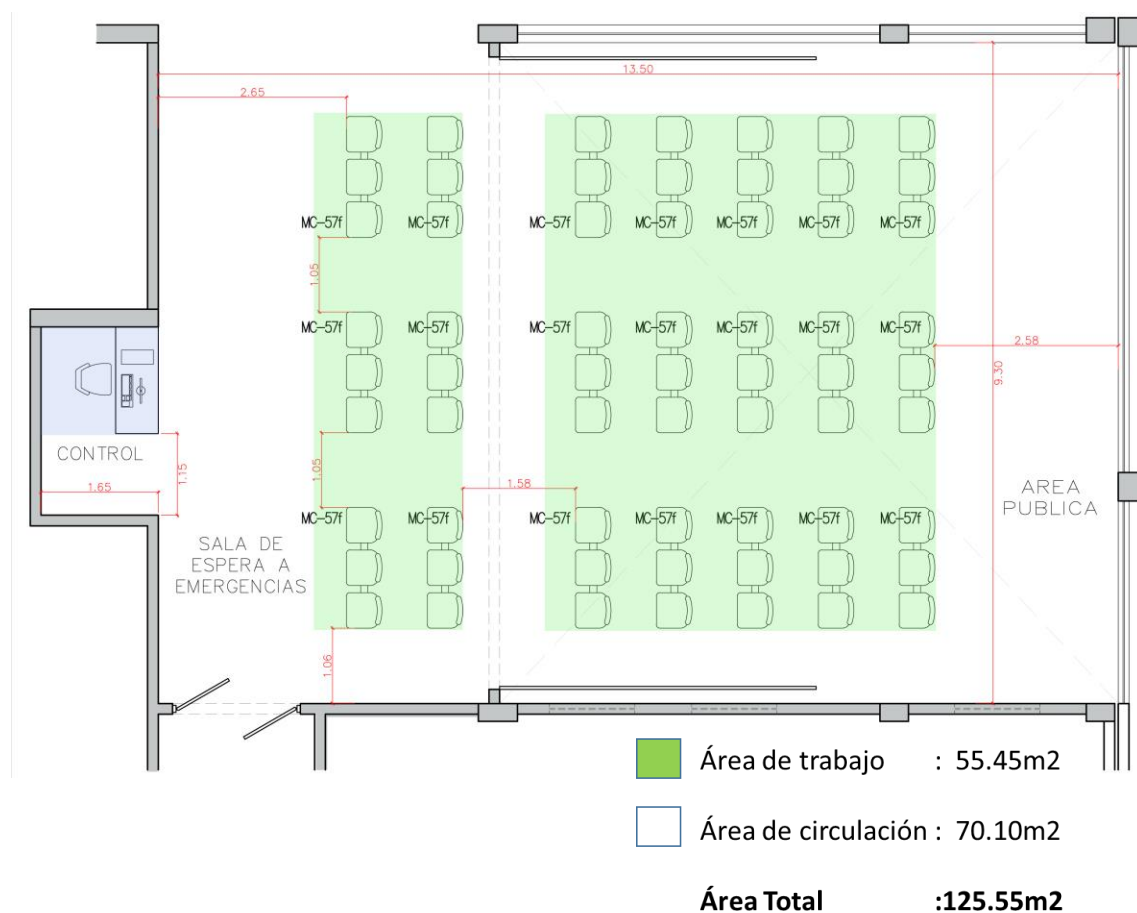 13.50
2.65
MC-57f MC-57f MC-57f MC-57f MC-57f MC-57f MC-57f
1.05
MC-57f MC-57f MC-57f MC-57f MC-57f MC-57f MC-57f
2.58
9.30
CONTROL
1.15
1.65
1.05
1.58
AREA
PUBLICA
MC-57f MC-57f MC-57f MC-57f MC-57f MC-57f MC-57f
SALA DE
ESPERA A
EMERGENCIAS
1.06
Área de trabajo : 55.45m2
Área de circulación : 70.10m2
Área Total :125.55m2